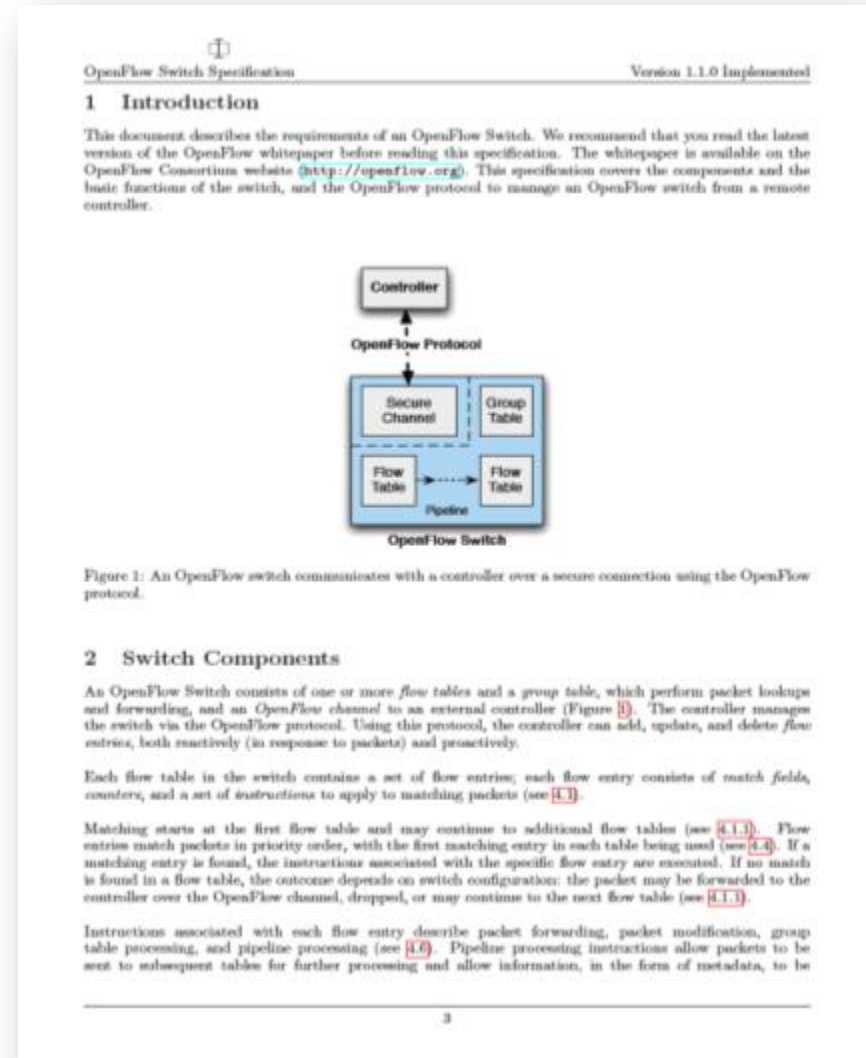 OpenFlow Switch Specification Version 1.1.0 Implemented
1 Introduction
This document describes the requirements of an OpenFlow Switch. We recommend that you read the latest
version of the OpenFlow whitepaper before reading this specification. The whitepaper is available on the
OpenFlow Consortium website (http://openflow.org). This specification covers the components and the
basic functions of the switch, and the OpenFlow protocol to manage an OpenFlow switch from a remote
controller.
Controller
OpenFlow Protocol
Secure
Channel
Group
Table
Flow
Table
Flow
Table
Pipeline
OpenFlow Switch
Figure 1: An OpenFlow switch communicates with a controller over a secure connection using the OpenFlow
protocol.
2 Switch Components
An OpenFlow Switch consists of one or more flow tables and a group table, which perform packet lookups
and forwarding, and an OpenFlow channel to an external controller (Figure 1). The controller manages
the switch via the OpenFlow protocol. Using this protocol, the controller can add, update, and delete flow
entries, both reactively (in response to packets) and proactively.
Each flow table in the switch contains a set of flow entries; each flow entry consists of match fields,
counters, and a set of instructions to apply to matching packets (see 4.1).
Matching starts at the first flow table and may continue to additional flow tables (see 4.1.1). Flow
entries match packets in priority order, with the first matching entry in each table being used (see 4.4). If a
matching entry is found, the instructions associated with the specific flow entry are executed. If no match
is found in a flow table, the outcome depends on switch configuration: the packet may be forwarded to the
controller over the OpenFlow channel, dropped, or may continue to the next flow table (see 4.1.1).
Instructions associated with each flow entry describe packet forwarding, packet modification, group
table processing, and pipeline processing (see 4.6). Pipeline processing instructions allow packets to be
sent to subsequent tables for further processing and allow information, in the form of metadata, to be
3